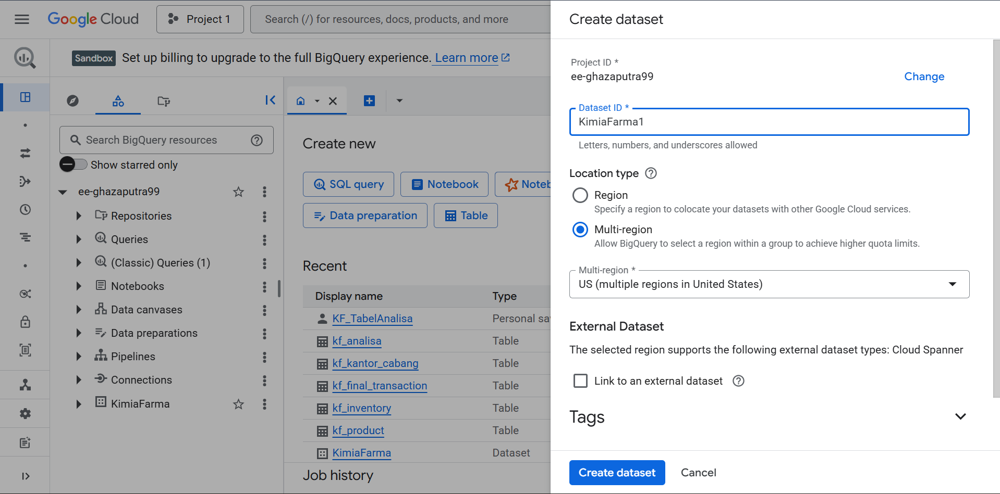 Google Cloud
Project 1
Search (/) for resources, docs, products, and more
Sandbox Set up billing to upgrade to the full BigQuery experience. Learn more
Search BigQuery resources
Show starred only
ee-ghazaputra99
Repositories
Queries
(Classic) Queries (1)
Notebooks
Data canvases
Data preparations
Pipelines
Connections
KimiaFarma
Create new
SQL query
Notebook
Noteb
Data preparation
Table
Recent
Display name Type
KF_TabelAnalisa Personal sa
kf_analisa Table
kf_kantor_cabang Table
kf_final_transaction Table
kf_inventory Table
kf_product Table
KimiaFarma Dataset
Job history
Create dataset
Project ID *
ee-ghazaputra99
Change
Dataset ID *
KimiaFarma1
Letters, numbers, and underscores allowed
Location type
Region
Specify a region to colocate your datasets with other Google Cloud services.
Multi-region
Allow BigQuery to select a region within a group to achieve higher quota limits.
Multi-region *
US (multiple regions in United States)
External Dataset
The selected region supports the following external dataset types: Cloud Spanner
Link to an external dataset
Tags
Create dataset
Cancel